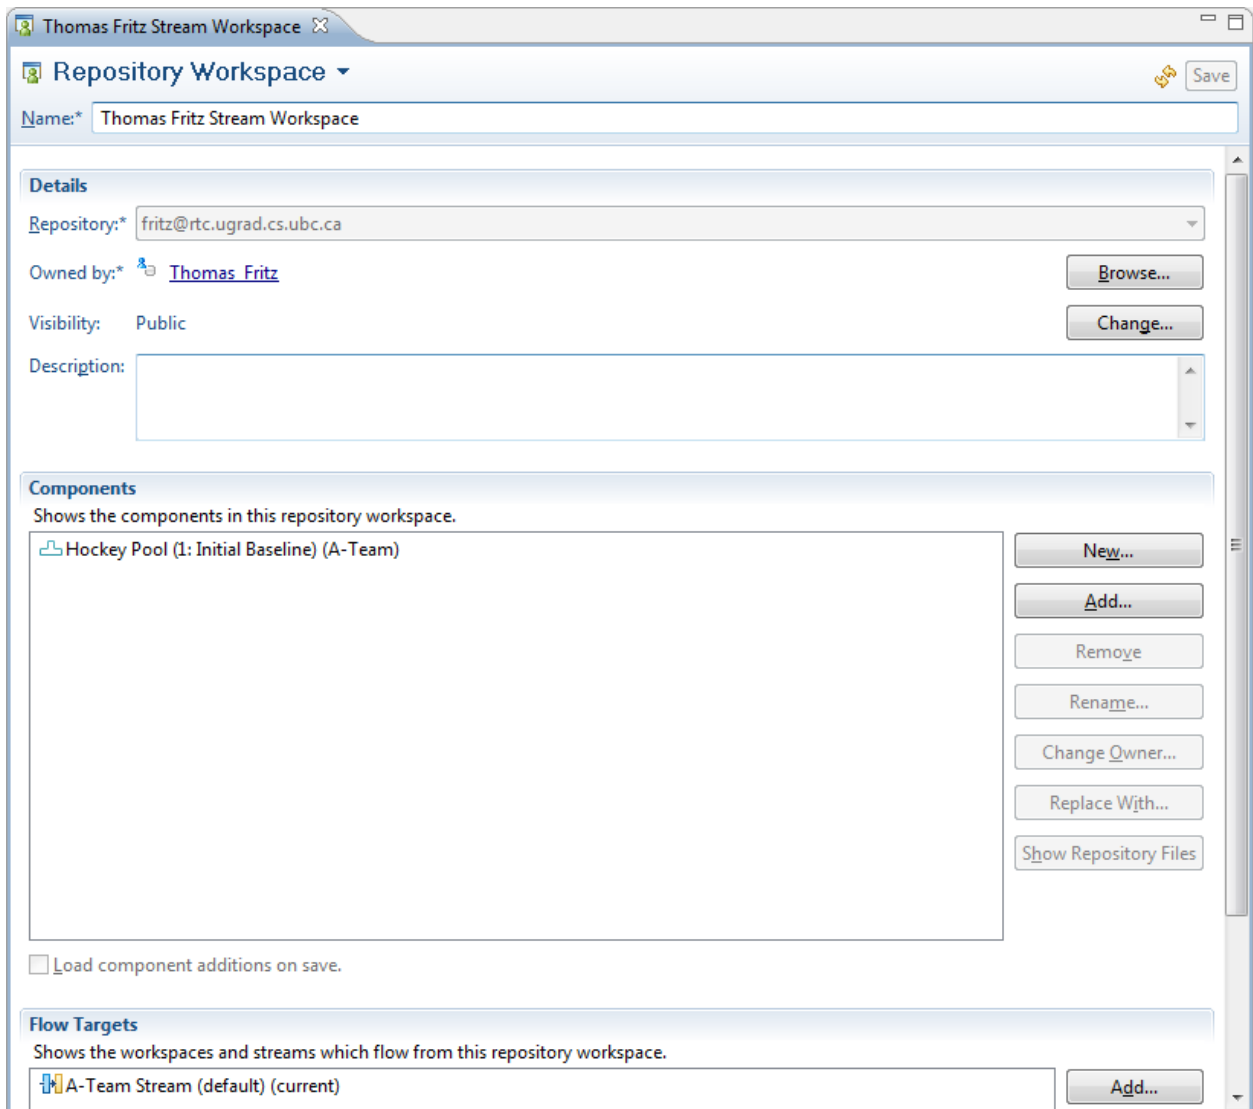 Thomas Fritz Stream Workspace
Repository Workspace
Save
Name:* Thomas Fritz Stream Workspace
Details
Repository:* fritz@rtc.ugrad.cs.ubc.ca
Owned by:* Thomas Fritz Browse...
Visibility: Public Change...
Description:
Components
Shows the components in this repository workspace.
Hockey Pool (1: Initial Baseline) (A-Team)
New...
Add...
Remove
Rename...
Change Owner...
Replace With...
Show Repository Files
Load component additions on save.
Flow Targets
Shows the workspaces and streams which flow from this repository workspace.
A-Team Stream (default) (current) Add...